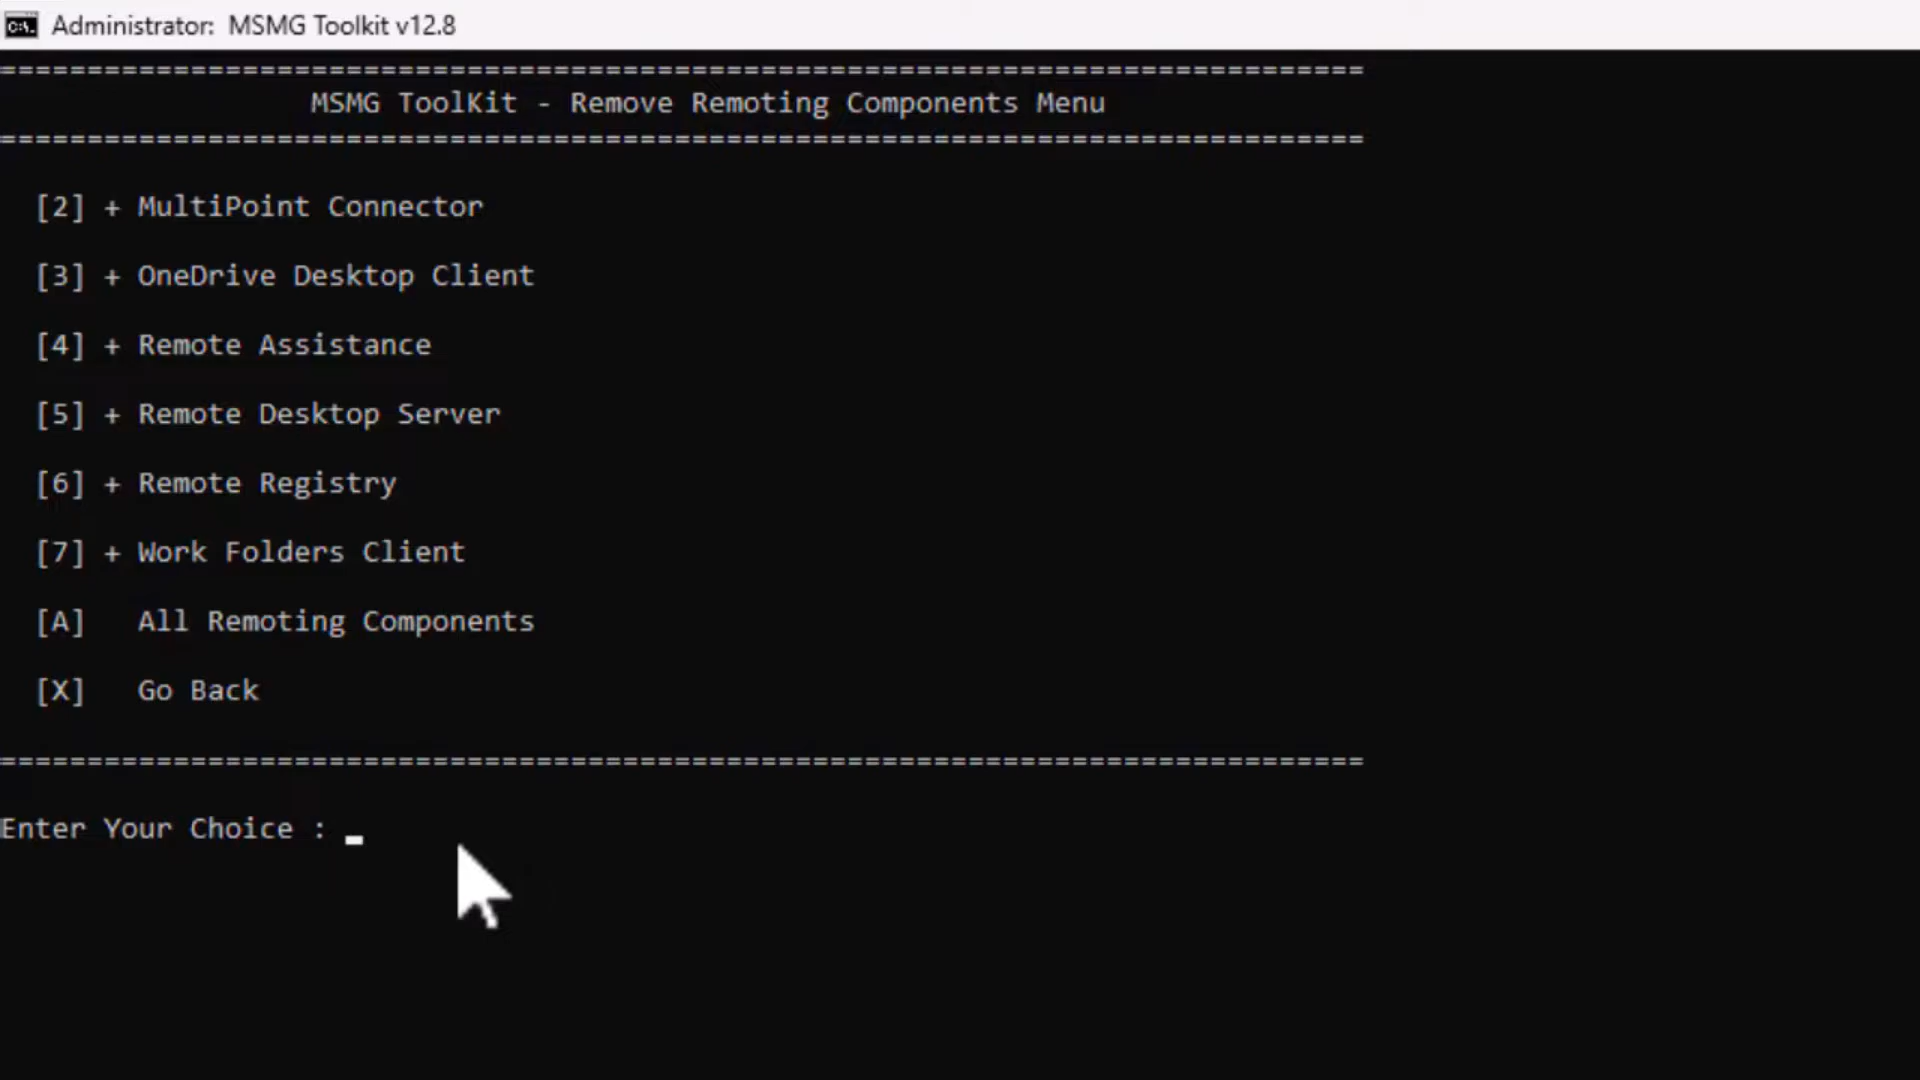 Administrator: MSMG Toolkit v12.8
===============================================================================
MSMG ToolKit - Remove Remoting Components Menu
===============================================================================
[2] + MultiPoint Connector
[3] + OneDrive Desktop Client
[4] + Remote Assistance
[5] + Remote Desktop Server
[6] + Remote Registry
[7] + Work Folders Client
[A] All Remoting Components
[X] Go Back
===============================================================================
Enter Your Choice : _